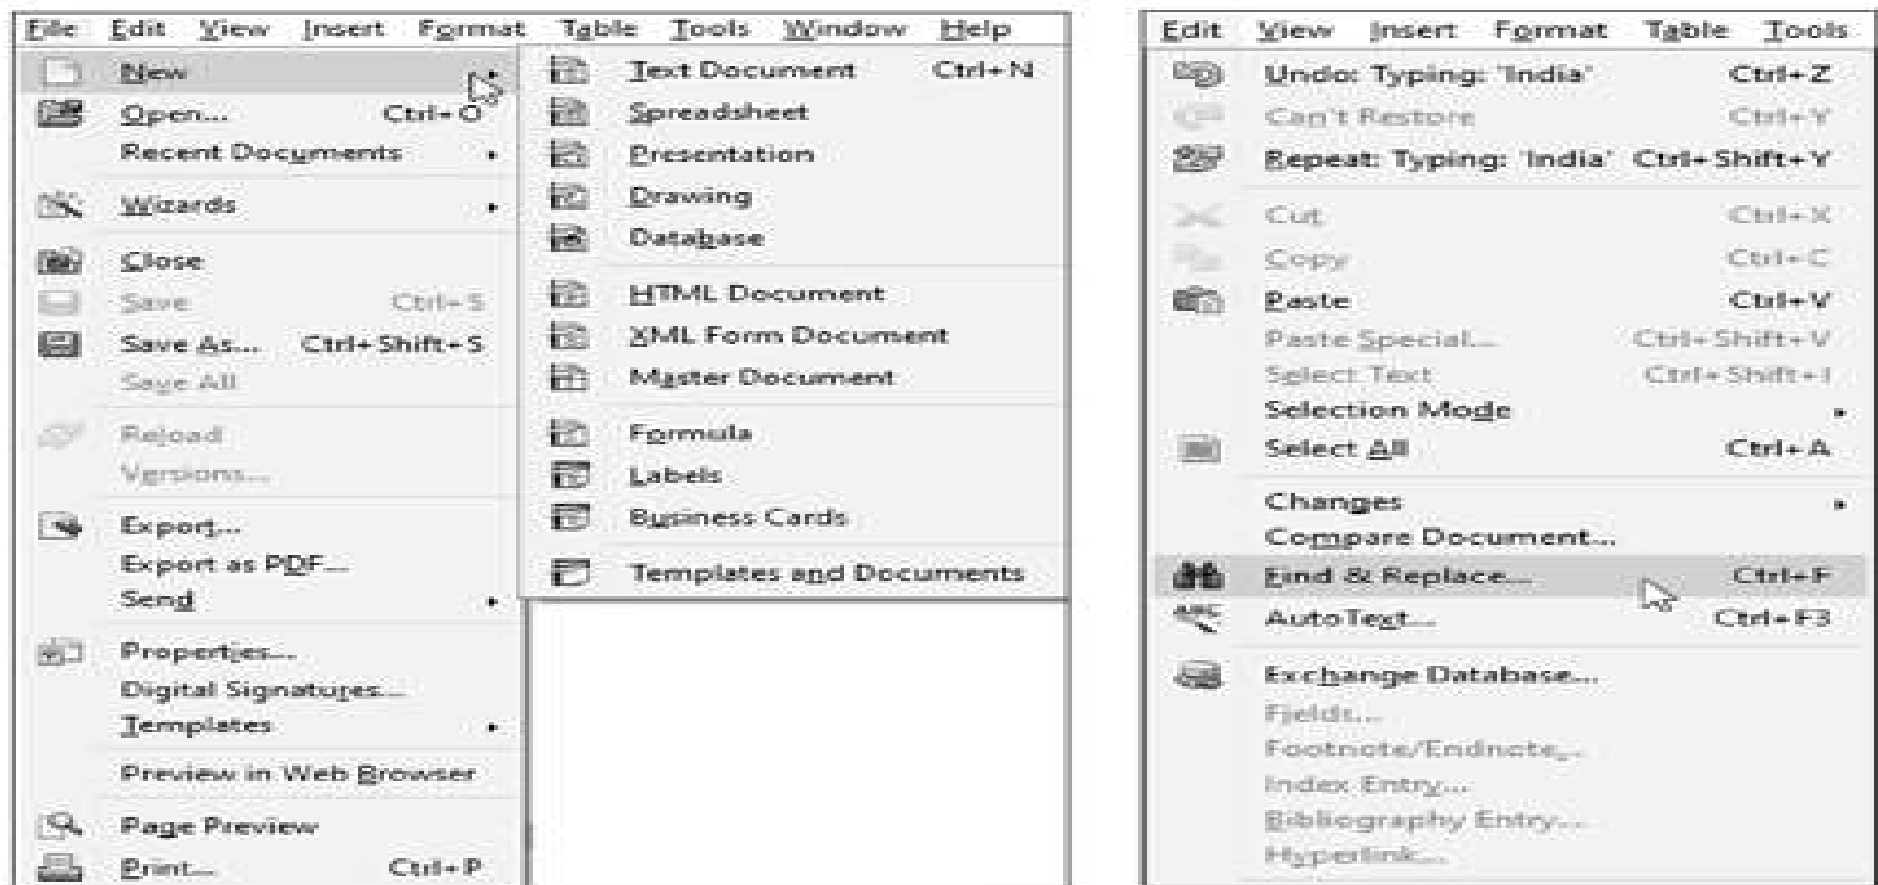 File Edit View Insert Format Table Tools Window Help
New
Open... Ctrl+O
Recent Documents
Wizards
Close
Save Ctrl+S
Save As... Ctrl+Shift+S
Save All
Reload
Versions...
Export...
Export as PDF...
Send
Properties...
Digital Signatures...
Templates
Preview in Web Browser
Page Preview
Print... Ctrl+P
Text Document Ctrl+N
Spreadsheet
Presentation
Drawing
Database
HTML Document
XML Form Document
Master Document
Formula
Labels
Business Cards
Templates and Documents
Edit View Insert Format Table Tools
Undo: Typing: 'India' Ctrl+Z
Can't Restore Ctrl+Y
Repeat: Typing: 'India' Ctrl+Shift+Y
Cut Ctrl+X
Copy Ctrl+C
Paste Ctrl+V
Paste Special... Ctrl+Shift+V
Select Text Ctrl+Shift+I
Selection Mode
Select All Ctrl+A
Changes
Compare Document...
Find & Replace... Ctrl+F
AutoText... Ctrl+F3
Exchange Database...
Fields...
Footnote/Endnote...
Index Entry...
Bibliography Entry...
Hyperlink...